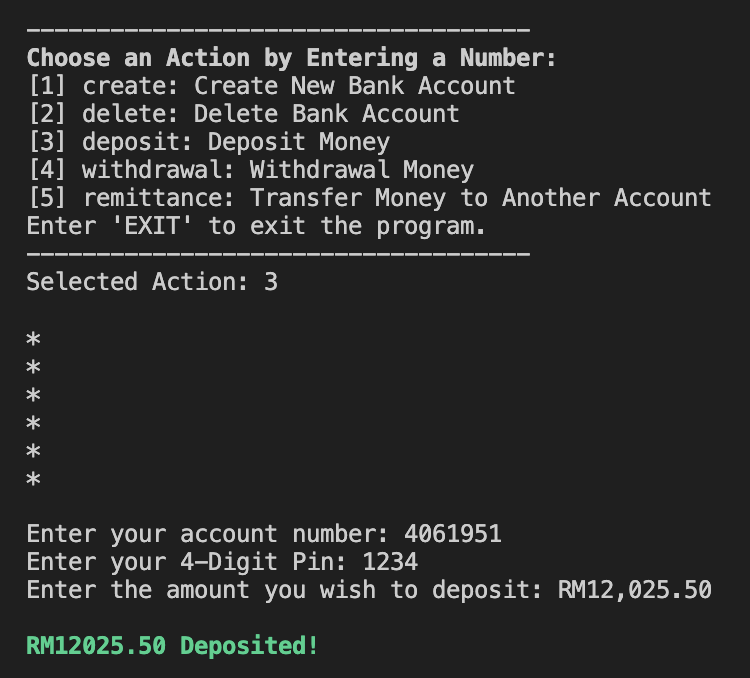 ------------------------------------
Choose an Action by Entering a Number:
[1] create: Create New Bank Account
[2] delete: Delete Bank Account
[3] deposit: Deposit Money
[4] withdrawal: Withdrawal Money
[5] remittance: Transfer Money to Another Account
Enter 'EXIT' to exit the program.
------------------------------------
Selected Action: 3
*
*
*
*
*
*
Enter your account number: 4061951
Enter your 4-Digit Pin: 1234
Enter the amount you wish to deposit: RM12,025.50
RM12025.50 Deposited!